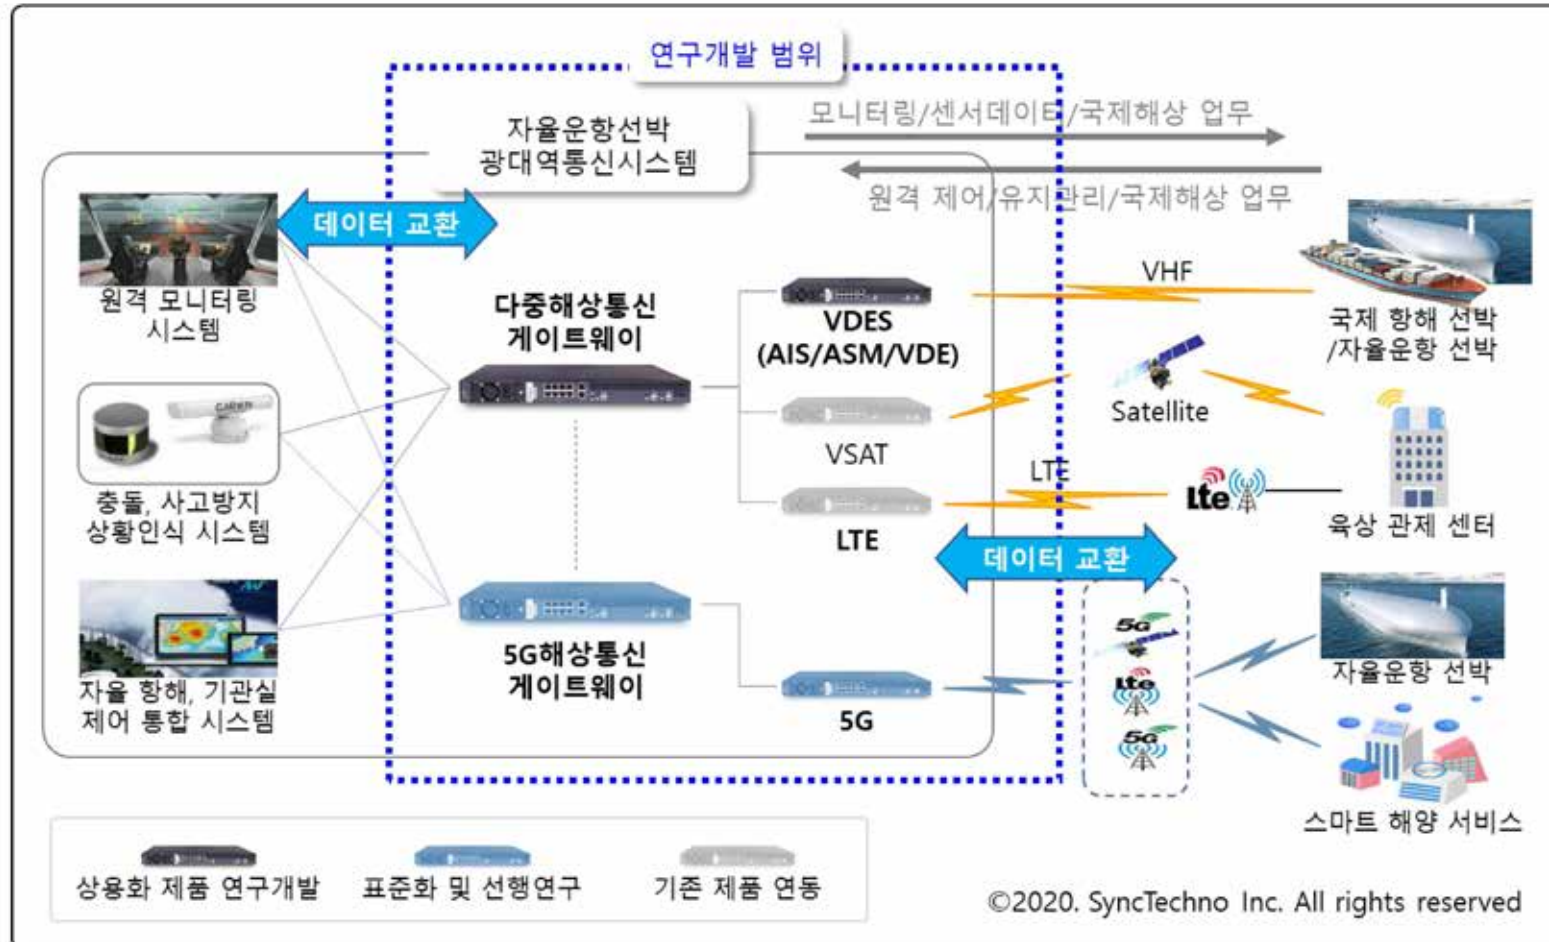 연구개발 범위
자율운항선박
광대역통신시스템
모니터링/센서데이터/국제해상 업무
원격 제어/유지관리/국제해상 업무
데이터 교환
원격 모니터링
시스템
다중해상통신
게이트웨이
VDES
(AIS/ASM/VDE)
VHF
국제 항해 선박
/자율운항 선박
Satellite
VSAT
충돌, 사고방지
상황인식 시스템
LTE
LTE
Lte
육상 관제 센터
데이터 교환
5G해상통신
게이트웨이
5G
5G
Lte
5G
자율 항해, 기관실
제어 통합 시스템
자율운항 선박
스마트 해양 서비스
상용화 제품 연구개발
표준화 및 선행연구
기존 제품 연동
©2020. SyncTechno Inc. All rights reserved